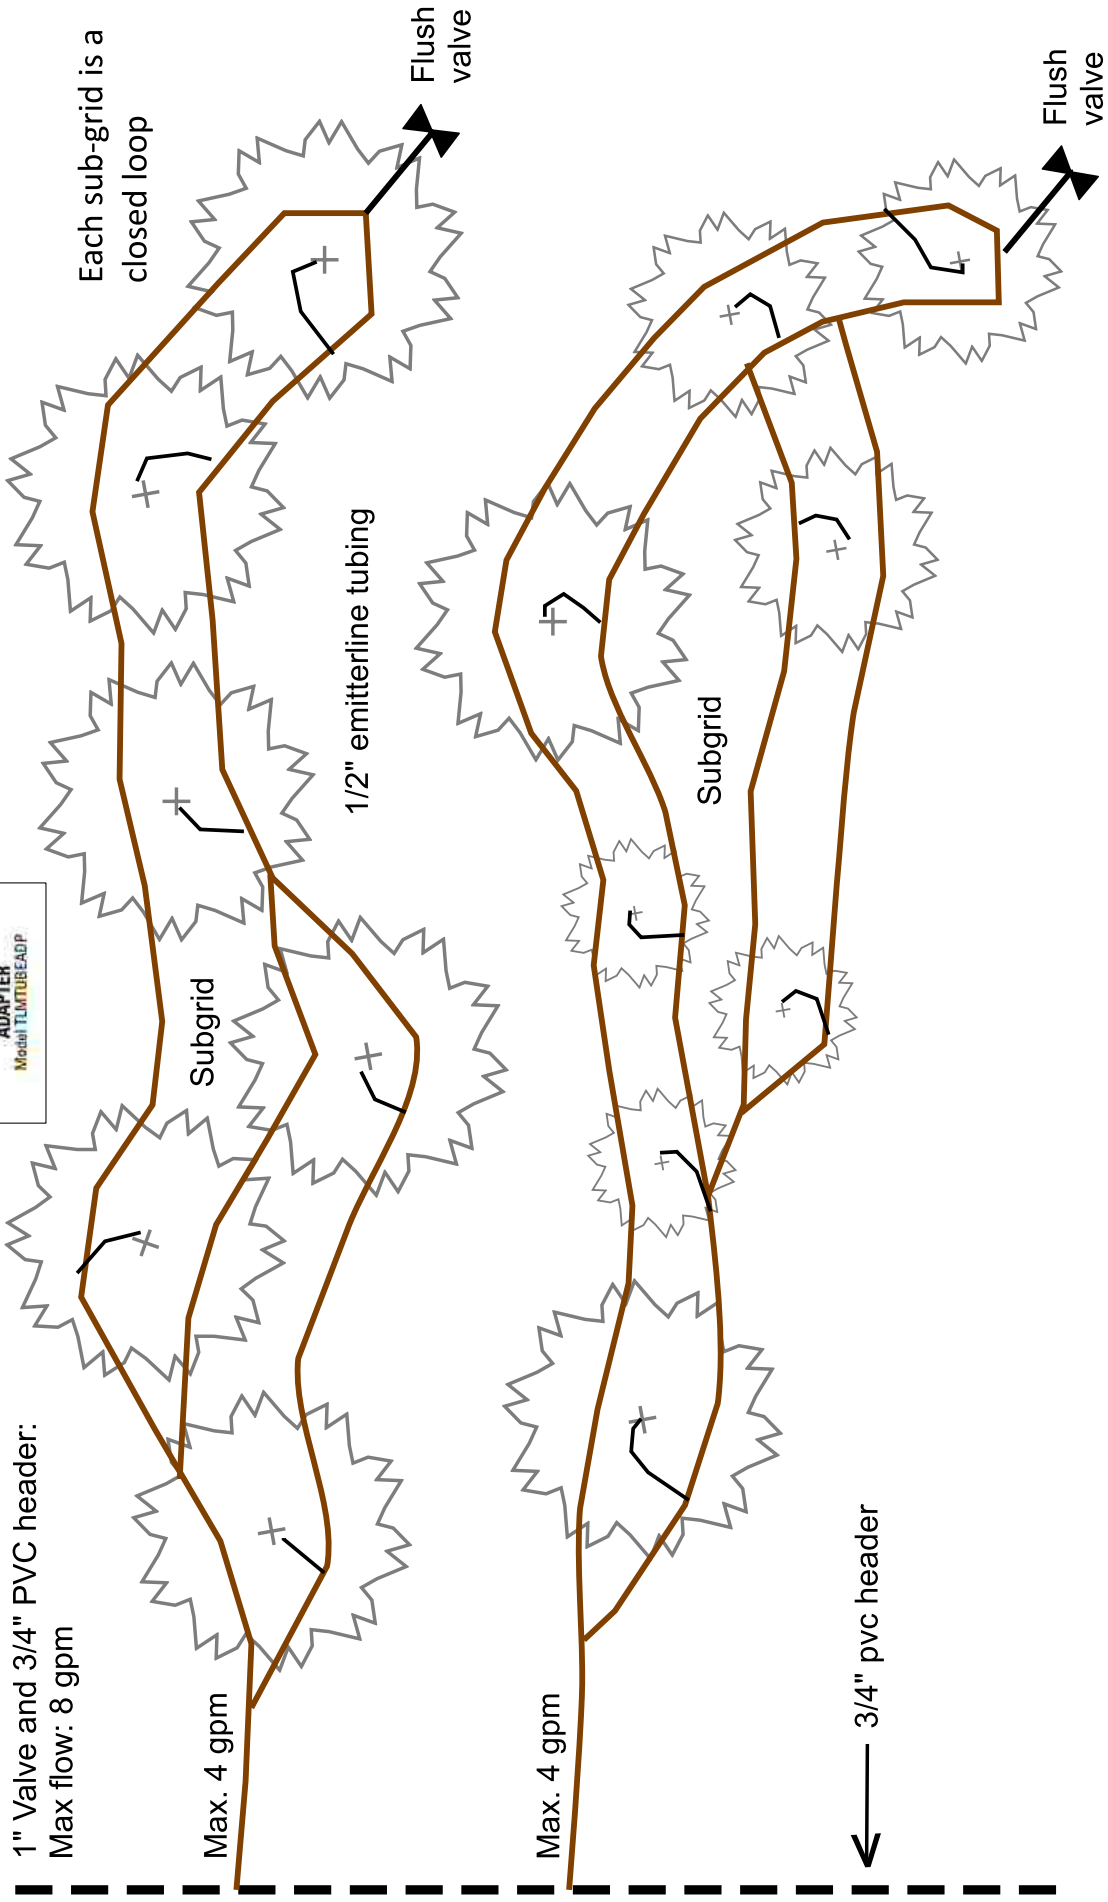 1" Valve and 3/4" PVC header:
Max flow: 8 gpm
ADAPTER
Model TLMTUBEADP
Each sub-grid is a
closed loop
Max. 4 gpm
Subgrid
1/2" emitterline tubing
Flush
valve
Max. 4 gpm
Subgrid
3/4" pvc header
Flush
valve